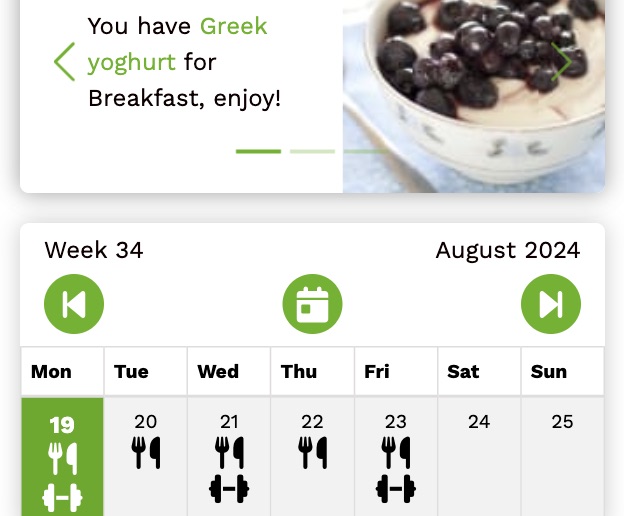 You have Greek
yoghurt for
Breakfast, enjoy!
Week 34 August 2024
Mon Tue Wed Thu Fri Sat Sun
19 20 21 22 23 24 25